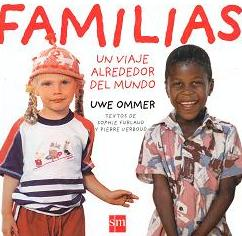 FAMILIAS
UN VIAJE
ALREDEDOR
DEL MUNDO
UWE OMMER
TEXTOS DE
SOPHIE FURLAUD
Y PIERRE VERBOUD
sm